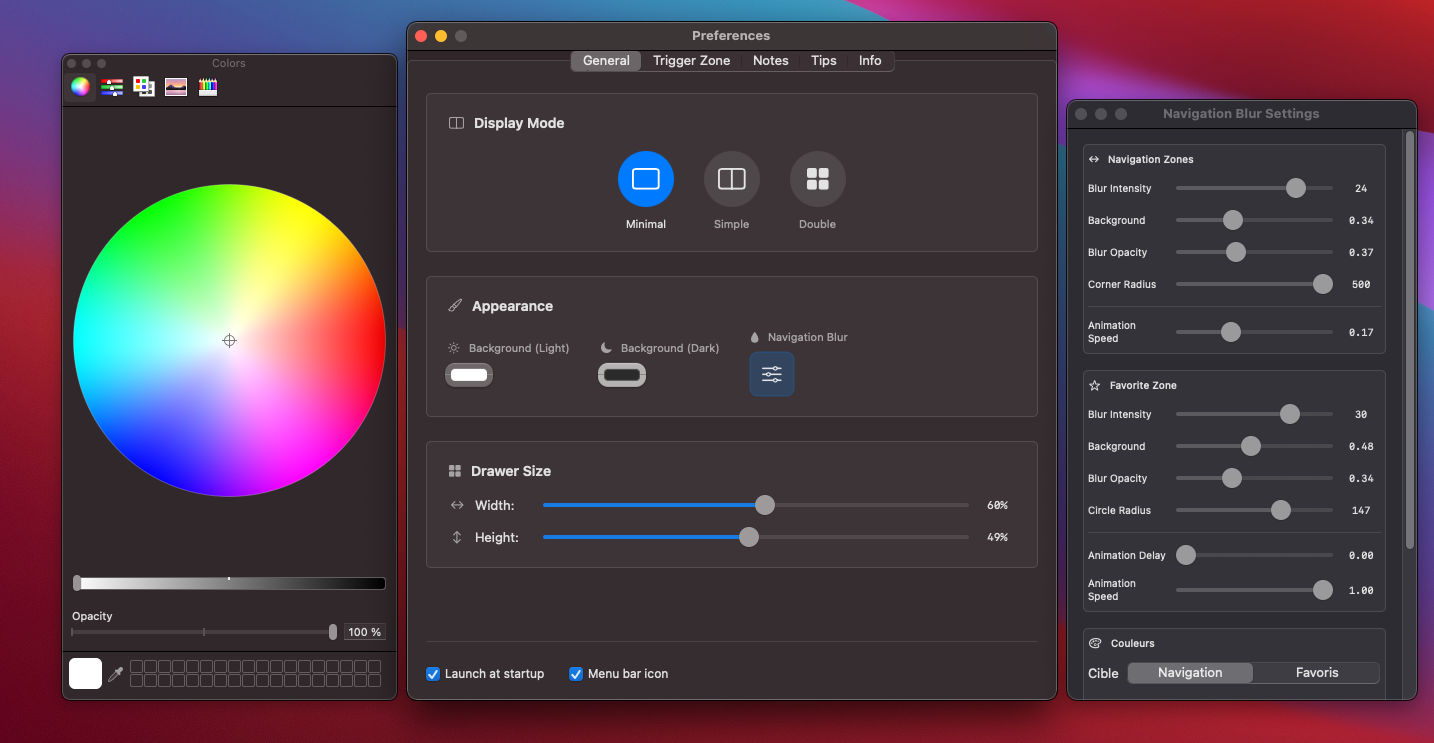 Colors
Opacity
100 %
Preferences
General Trigger Zone Notes Tips Info
Display Mode
Minimal Simple Double
Appearance
Background (Light) Background (Dark) Navigation Blur
Drawer Size
Width: 60%
Height: 49%
Launch at startup Menu bar icon
Navigation Blur Settings
Navigation Zones
Blur Intensity 24
Background 0.34
Blur Opacity 0.37
Corner Radius 500
Animation
Speed 0.17
Favorite Zone
Blur Intensity 30
Background 0.48
Blur Opacity 0.34
Circle Radius 147
Animation Delay 0.00
Animation
Speed 1.00
Couleurs
Cible Navigation Favoris